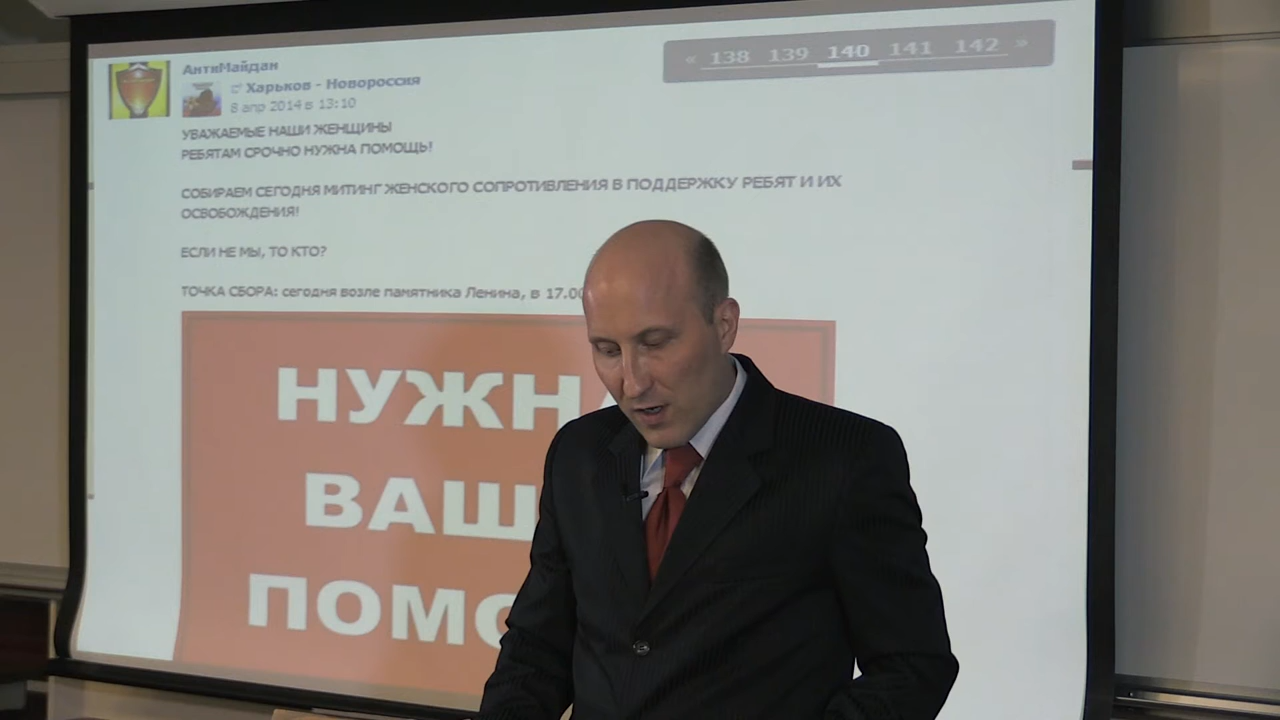 « 138 139 140 141 142 »
АнтиМайдан
Харьков - Новороссия
8 апр 2014 в 13:10
УВАЖАЕМЫЕ НАШИ ЖЕНЩИНЫ
РЕБЯТАМ СРОЧНО НУЖНА ПОМОЩЬ!
СОБИРАЕМ СЕГОДНЯ МИТИНГ ЖЕНСКОГО СОПРОТИВЛЕНИЯ В ПОДДЕРЖКУ РЕБЯТ И ИХ
ОСВОБОЖДЕНИЯ!
ЕСЛИ НЕ МЫ, ТО КТО?
ТОЧКА СБОРА: сегодня возле памятника Ленина, в 17.00
НУЖНА
ВАШ
ПОМО